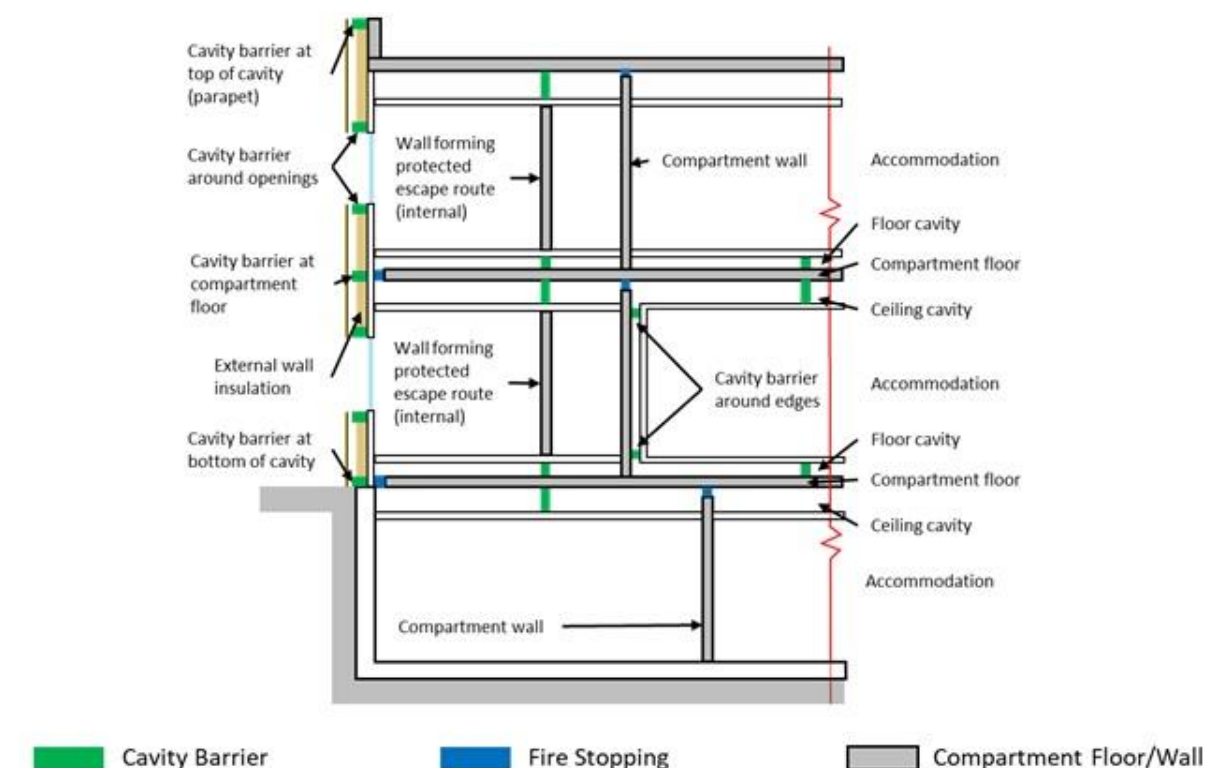 Cavity barrier at
top of cavity
(parapet)
Cavity barrier
around openings
Cavity barrier at
compartment
floor
External wall
insulation
Cavity barrier at
bottom of cavity
Wall forming
protected
escape route
(internal)
Compartment wall
Accommodation
Floor cavity
Compartment floor
Ceiling cavity
Wall forming
protected
escape route
(internal)
Cavity barrier
around edges
Accommodation
Floor cavity
Compartment floor
Ceiling cavity
Accommodation
Compartment wall
Cavity Barrier
Fire Stopping
Compartment Floor/Wall